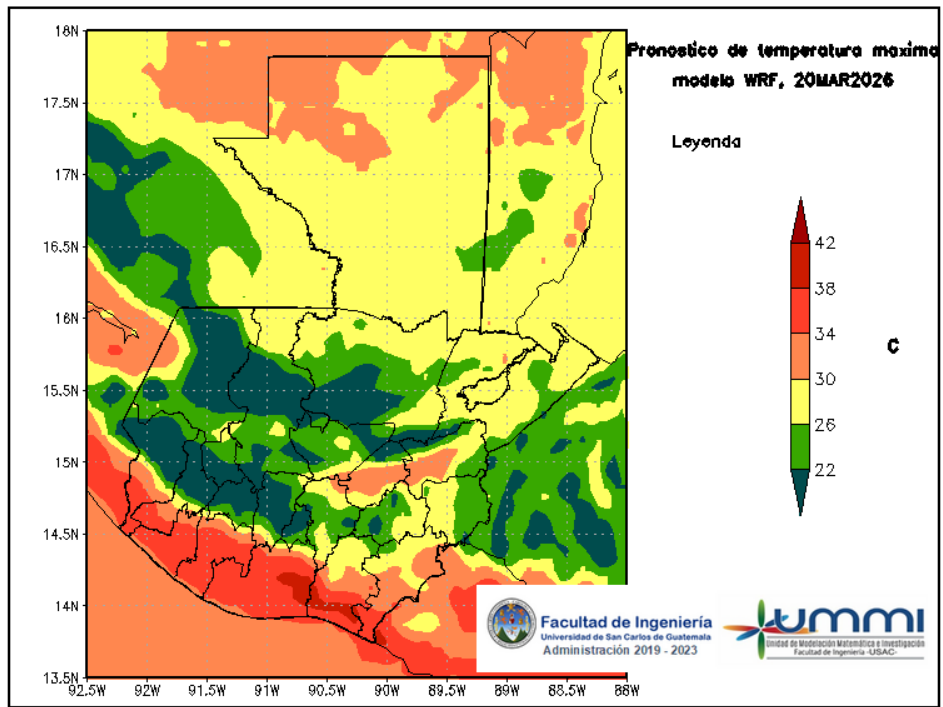 Pronostico de temperatura maxima
modelo WRF, 20MAR2026
Leyenda
18N
17.5N
17N
16.5N
16N
15.5N
15N
14.5N
14N
13.5N
92.5W 92W 91.5W 91W 90.5W 90W 89.5W 89W 88.5W 88W
42
38
34
30
26
22
C
Facultad de Ingeniería
Universidad de San Carlos de Guatemala
Administración 2019 - 2023
ummi
Unidad de Modelación Matemática e Investigación
Facultad de Ingeniería -USAC-